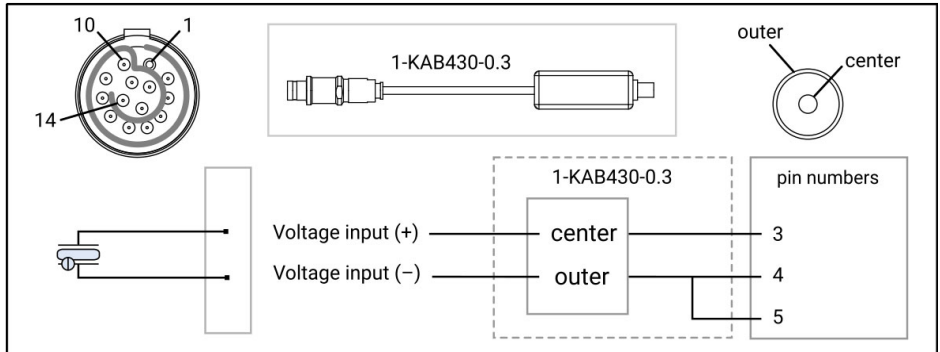 10
1
14
1-KAB430-0.3
outer
center
1-KAB430-0.3
pin numbers
Voltage input (+)
center
3
Voltage input (−)
outer
4
5